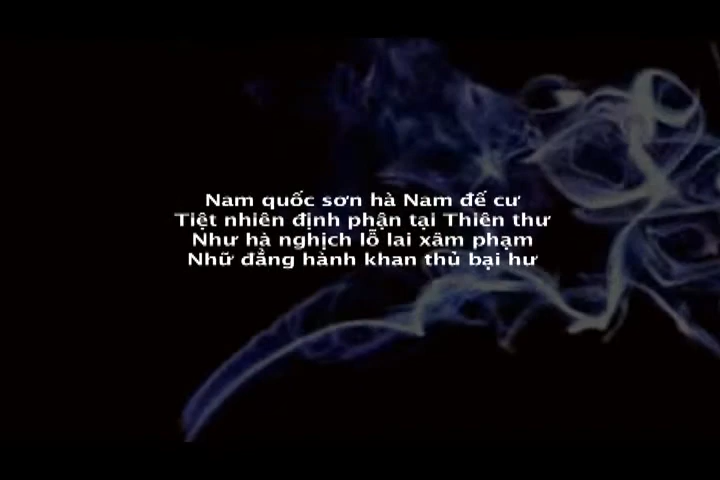 Nam quốc sơn hà Nam đế cư
Tiệt nhiên định phận tại Thiên thư
Như hà nghịch lỗ lai xâm phạm
Nhữ đẳng hành khan thủ bại hư